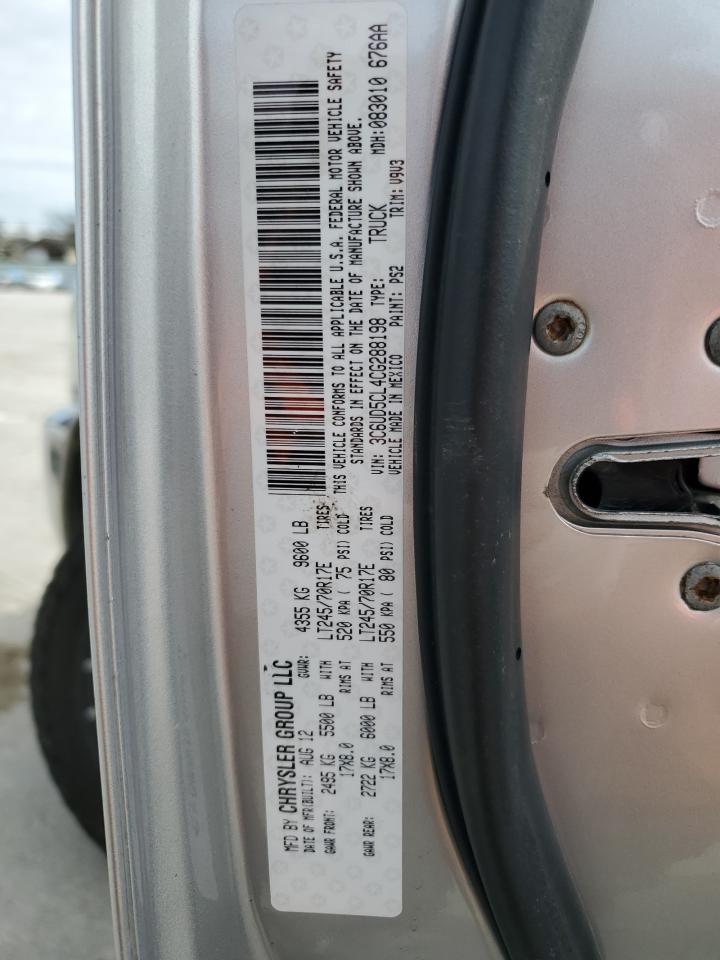 MFD BY CHRYSLER GROUP LLC
DATE OF MFR(BUILT): AUG 12 GVWR: 4355 KG 9600 LB
GAWR FRONT: 2495 KG 5500 LB WITH LT245/70R17E TIRES
17X8.0 RIMS AT 520 KPA ( 75 PSI) COLD
GAWR REAR: 2722 KG 6000 LB WITH LT245/70R17E TIRES
17X8.0 RIMS AT 550 KPA ( 80 PSI) COLD
THIS VEHICLE CONFORMS TO ALL APPLICABLE U.S.A. FEDERAL MOTOR VEHICLE SAFETY
STANDARDS IN EFFECT ON THE DATE OF MANUFACTURE SHOWN ABOVE.
VIN: 3C6UD5CL4CG288198 TYPE: TRUCK MDH:083010 676AA
VEHICLE MADE IN MEXICO PAINT: PS2 TRIM: V9V3